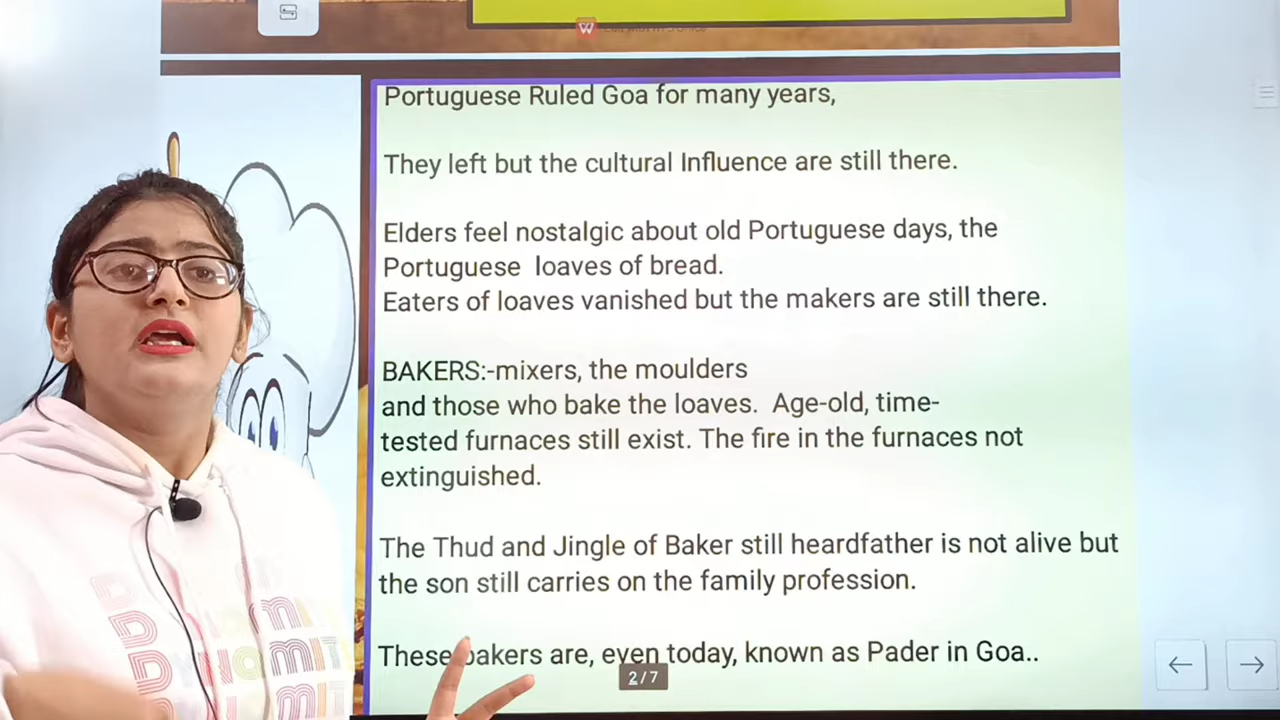 Portuguese Ruled Goa for many years,
They left but the cultural Influence are still there.
Elders feel nostalgic about old Portuguese days, the
Portuguese loaves of bread.
Eaters of loaves vanished but the makers are still there.
BAKERS:-mixers, the moulders
and those who bake the loaves. Age-old, time-
tested furnaces still exist. The fire in the furnaces not
extinguished.
The Thud and Jingle of Baker still heardfather is not alive but
the son still carries on the family profession.
These bakers are, even today, known as Pader in Goa..
2/7